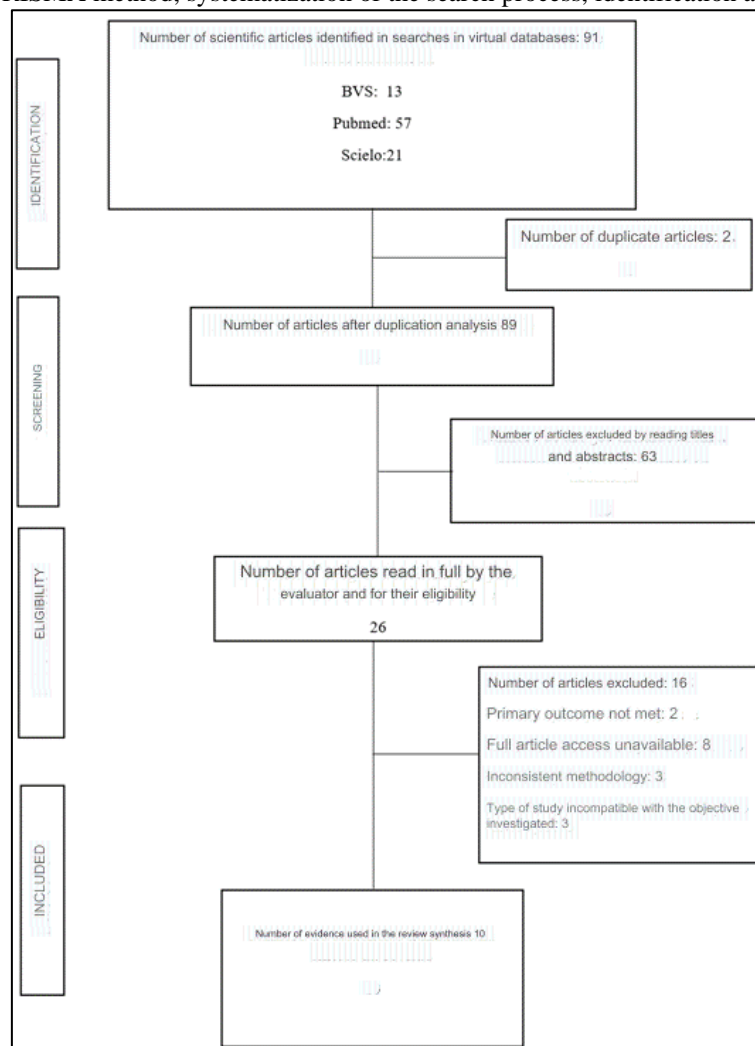 method, systematization of the search process, identification
IDENTIFICATION
Number of scientific articles identified in searches in virtual databases: 91
BVS: 13
Pubmed: 57
Scielo:21
Number of duplicate articles: 2.
SCREENING
Number of articles after duplication analysis 89
Number of articles excluded by reading titles
and abstracts: 63
ELIGIBILITY
Number of articles read in full by the
evaluator and for their eligibility
26
Number of articles excluded: 16
Primary outcome not met: 2
Full article access unavailable: 8
Inconsistent methodology: 3
Type of study incompatible with the objective
investigated: 3
INCLUDED
Number of evidence used in the review synthesis 10